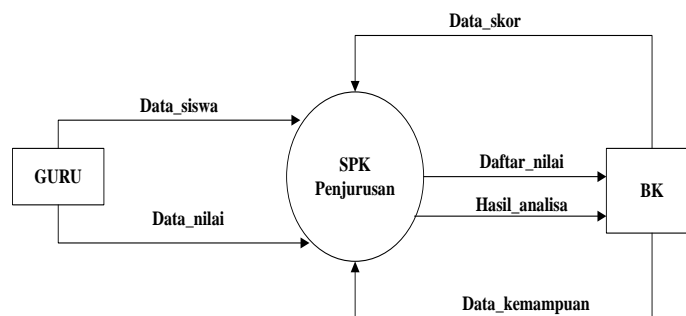 Data_skor
Data_siswa
GURU
SPK
Penjurusan
Daftar_nilai
BK
Hasil_analisa
Data_nilai
Data_kemampuan